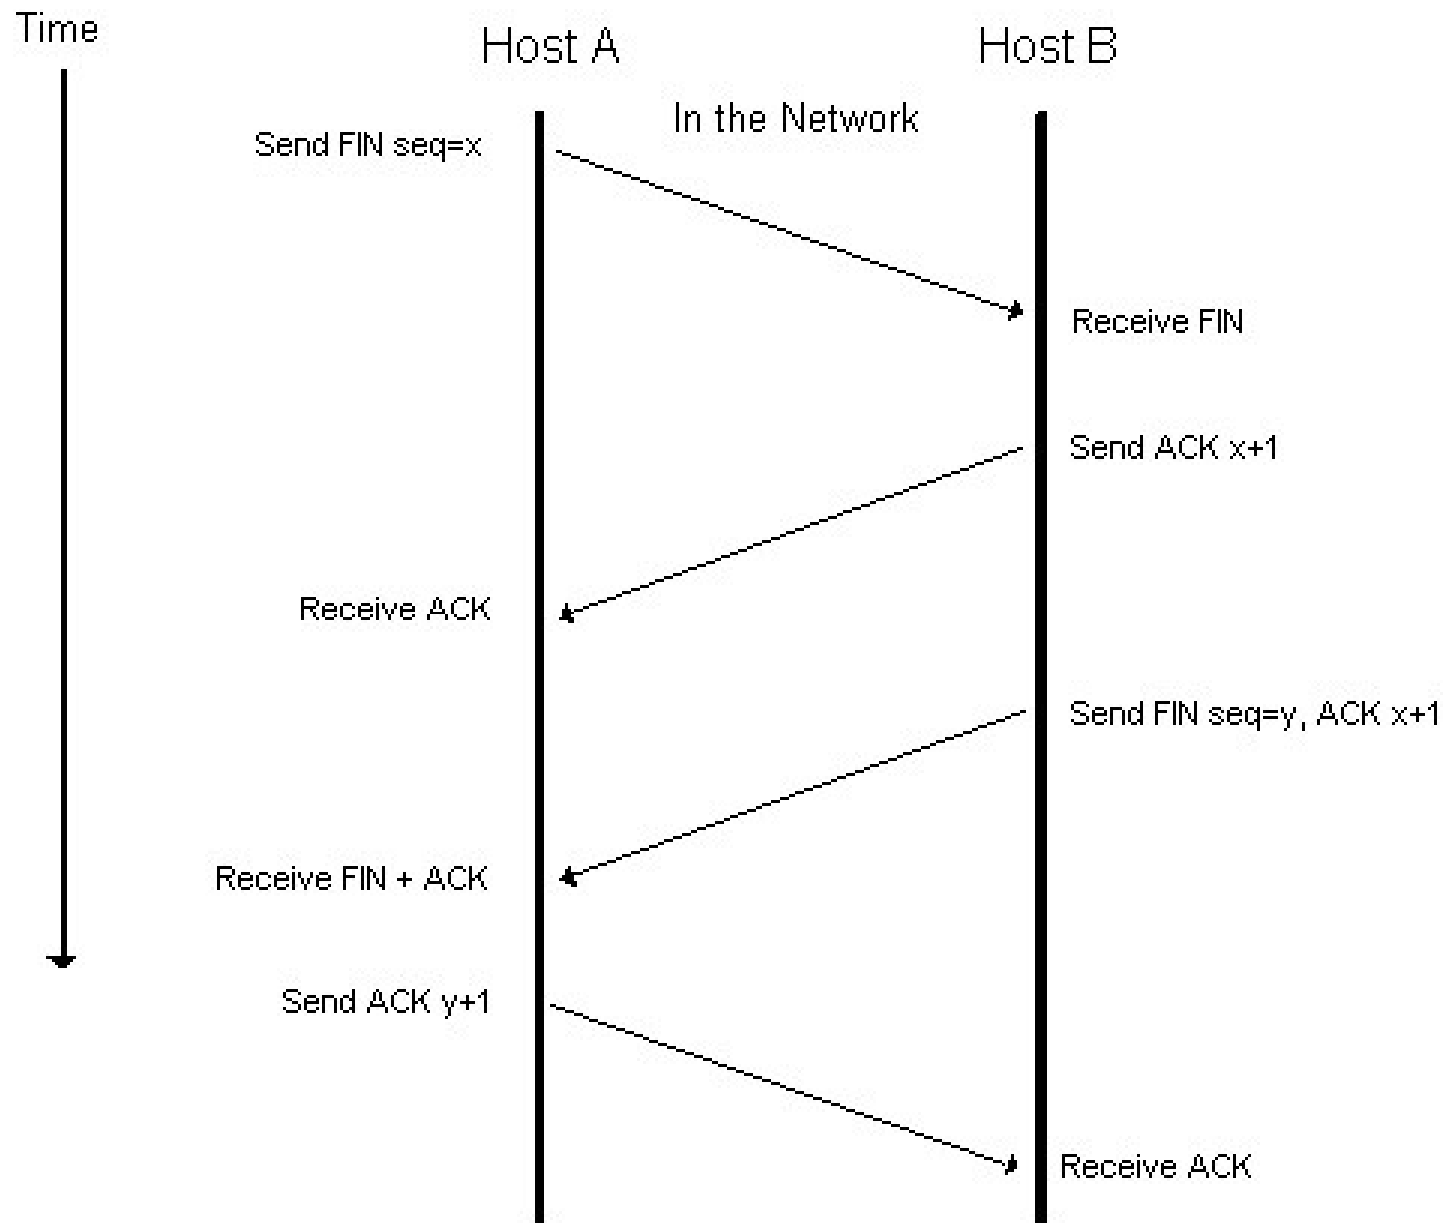 Time
Host A
Host B
In the Network
Send FIN seq=x
Receive FIN
Send ACK x+1
Receive ACK
Send FIN seq=y, ACK x+1
Receive FIN + ACK
Send ACK y+1
Receive ACK